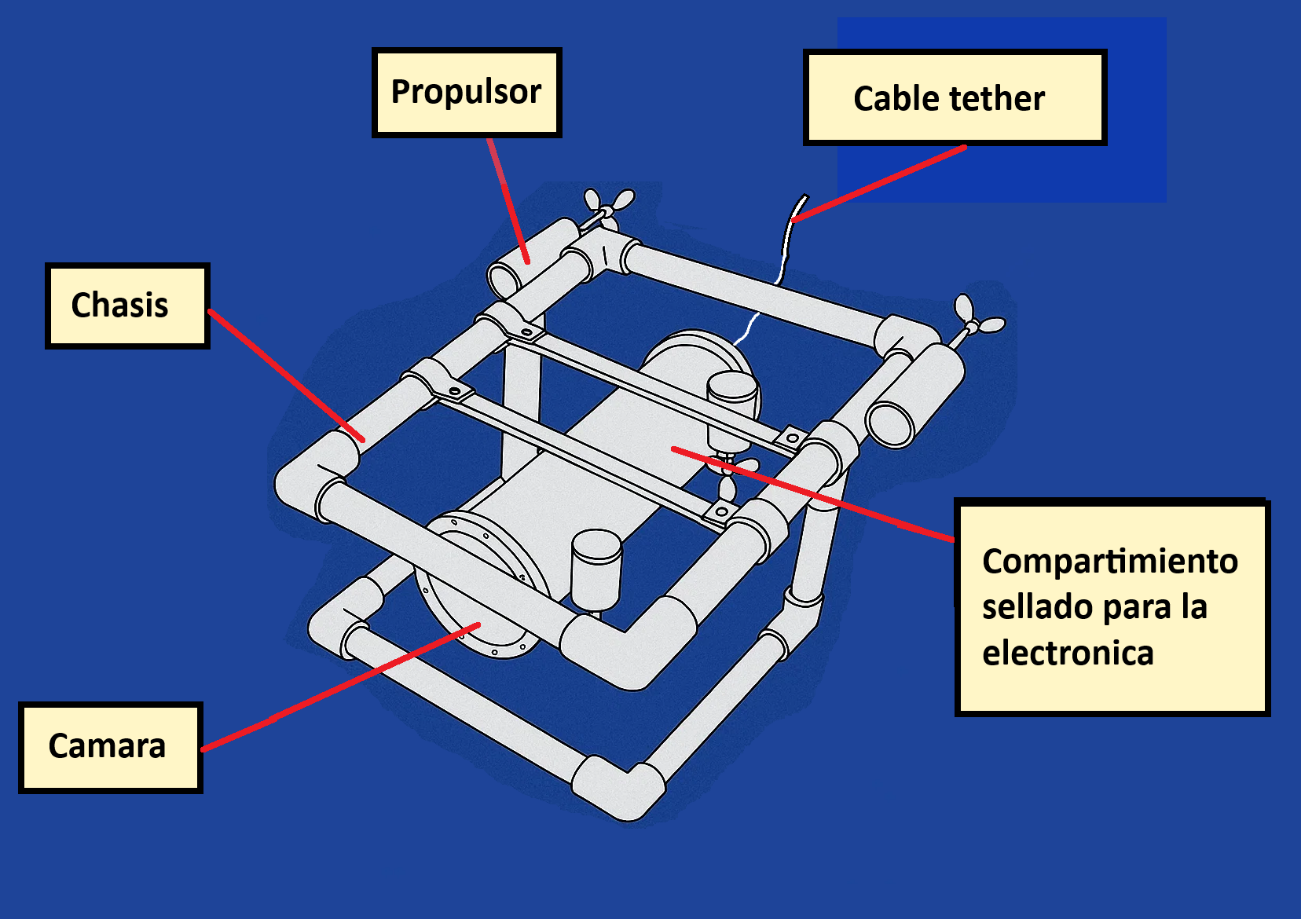 Propulsor
Cable tether
Chasis
Compartimiento
sellado para la
electronica
Camara